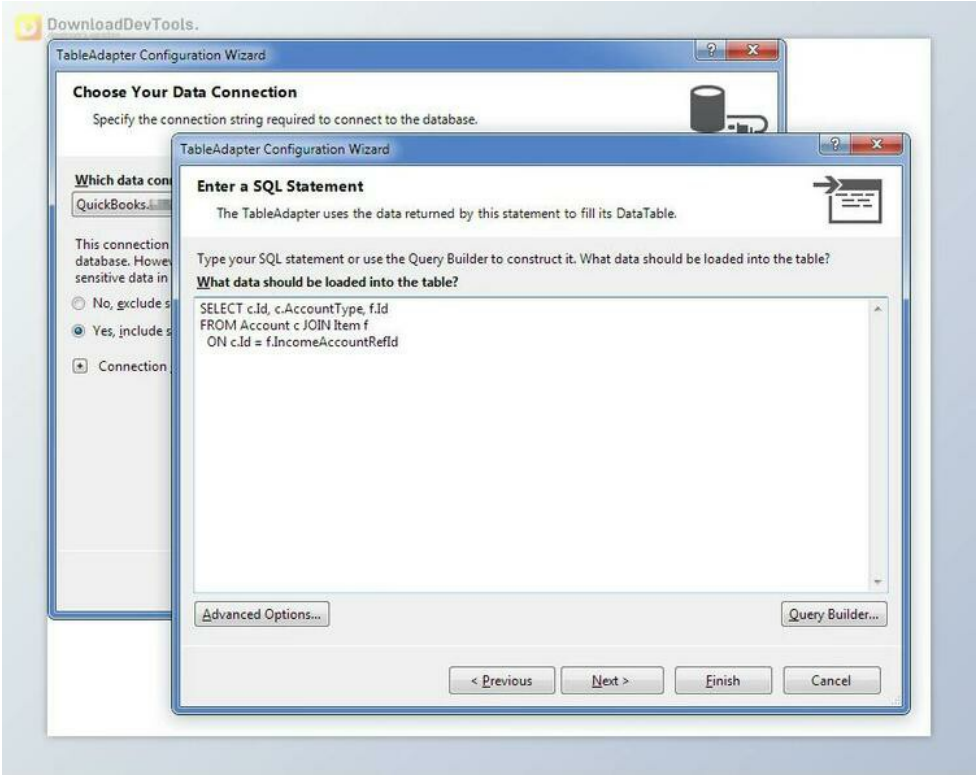 DownloadDevTools.
TableAdapter Configuration Wizard
Choose Your Data Connection
Specify the connection string required to connect to the database.
Which data con
QuickBooks.
This connection
database. Howe
sensitive data in
No, exclude s
Yes, include s
Connection
TableAdapter Configuration Wizard
Enter a SQL Statement
The TableAdapter uses the data returned by this statement to fill its DataTable.
Type your SQL statement or use the Query Builder to construct it. What data should be loaded into the table?
What data should be loaded into the table?
SELECT c.Id, c.AccountType, f.Id
FROM Account c JOIN Item f
ON c.Id = f.IncomeAccountRefId
Advanced Options...
Query Builder...
< Previous
Next >
Finish
Cancel